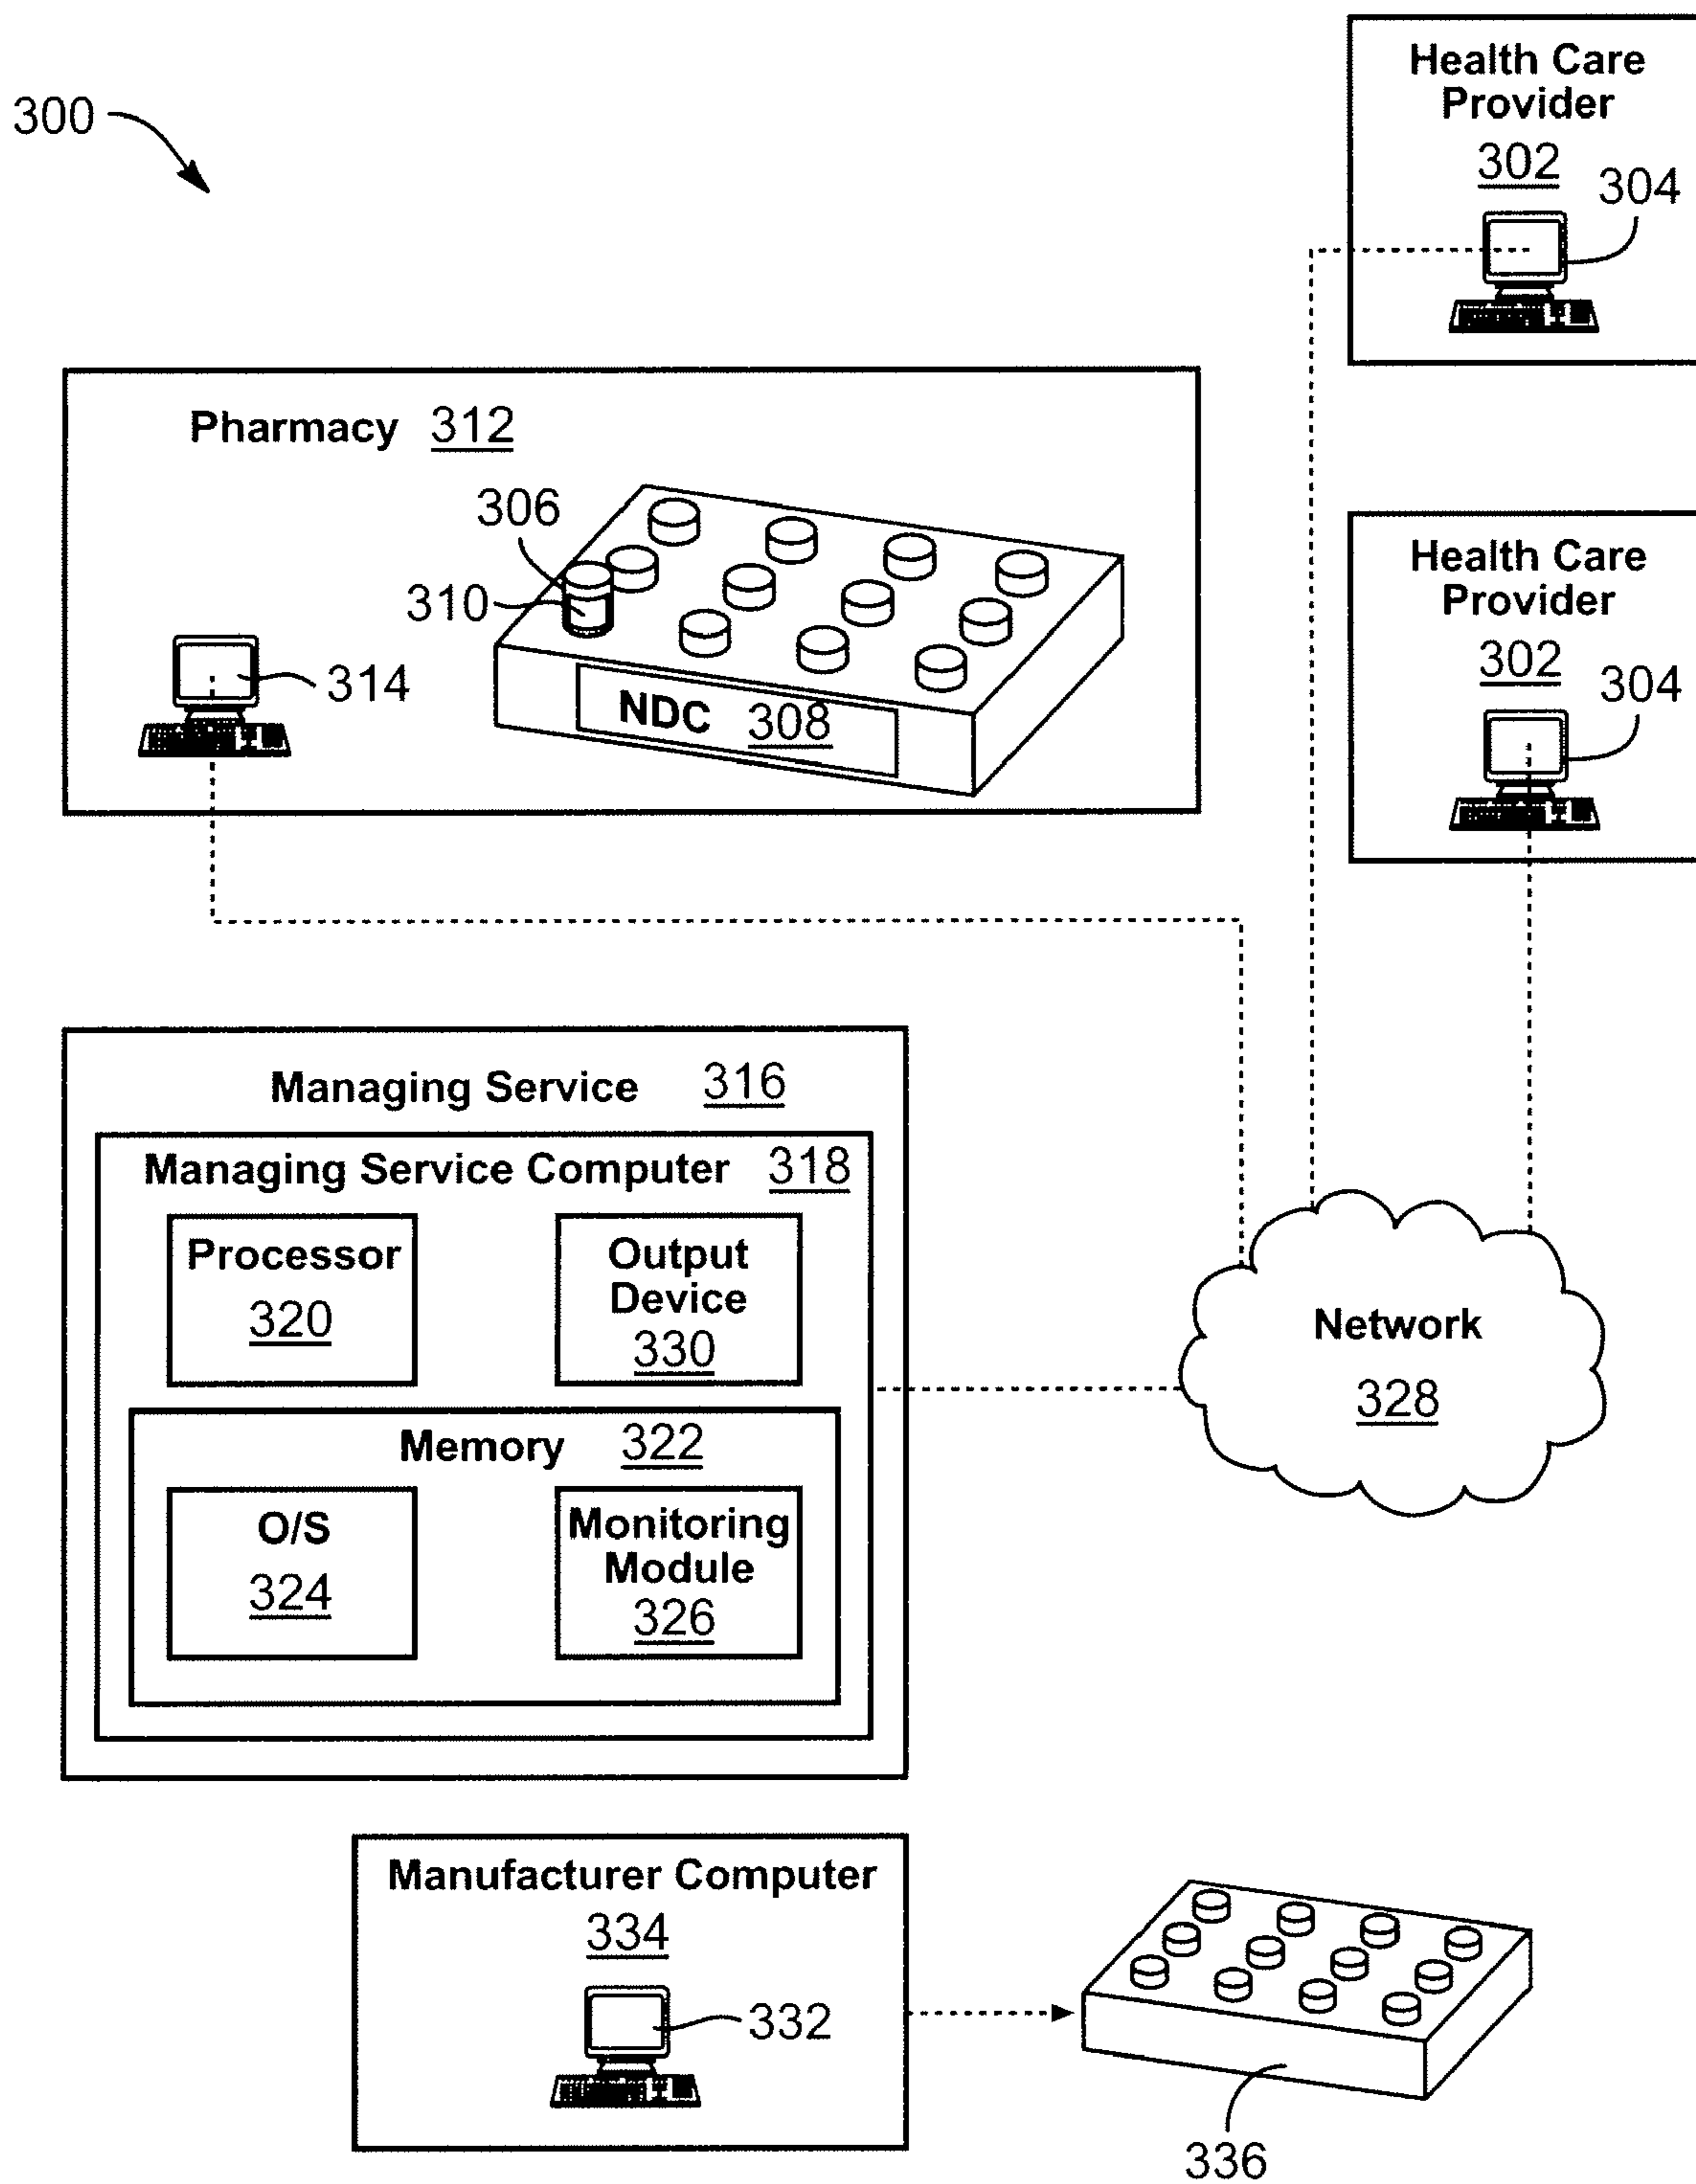 300
Health Care
Provider
302
304
Pharmacy 312
306
310
314
NDC 308
Health Care
Provider
302
304
Managing Service 316
Managing Service Computer 318
Processor
320
Output
Device
330
Memory 322
O/S
324
Monitoring
Module
326
Network
328
Manufacturer Computer
334
332
336